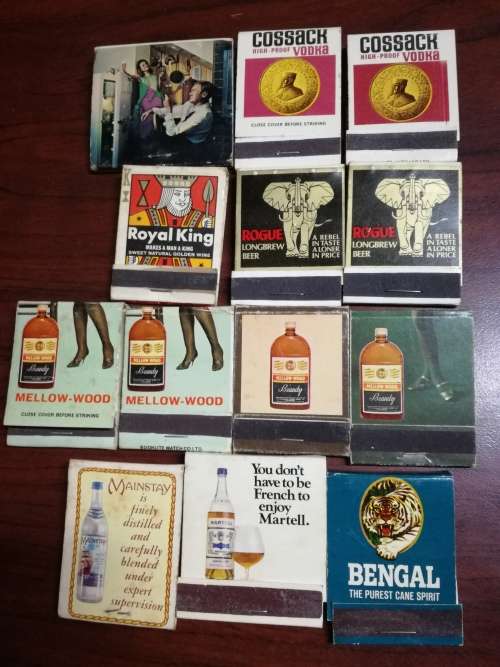 COSSACK
HIGH-PROOF VODKA
CLOSE COVER BEFORE STRIKING
COSSACK
HIGH-PROOF VODKA
Royal King
MAKES A MAN A KING
SWEET NATURAL GOLDEN WINE
ROGUE
LONGBREW
BEER
A REBEL
IN TASTE
A LONER
IN PRICE
ROGUE
LONGBREW
BEER
A REBEL
IN TASTE
A LONER
IN PRICE
MELLOW-WOOD
Brandy
MELLOW-WOOD
CLOSE COVER BEFORE STRIKING
MELLOW-WOOD
Brandy
MELLOW-WOOD
MELLOW-WOOD
Brandy
MELLOW-WOOD
Brandy
MAINSTAY
is
finely
distilled
and
carefully
blended
under
expert
supervision
MAINSTAY
You don't
have to be
French to
enjoy
Martell.
MARTELL
BENGAL
THE PUREST CANE SPIRIT